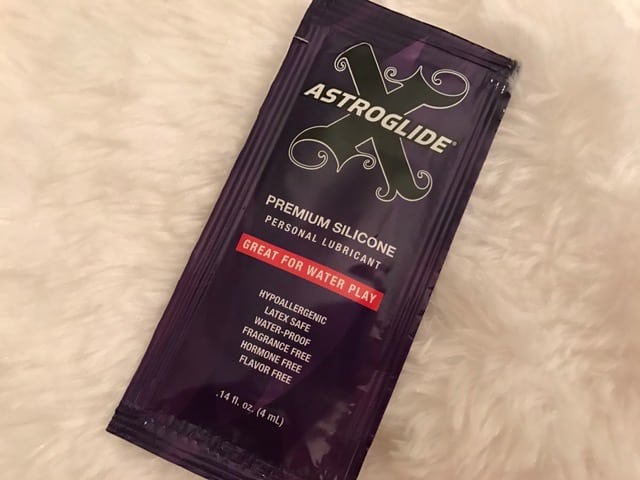 X
ASTROGLIDE®
PREMIUM SILICONE
PERSONAL LUBRICANT
GREAT FOR WATER PLAY
HYPOALLERGENIC
LATEX SAFE
WATER-PROOF
FRAGRANCE FREE
HORMONE FREE
FLAVOR FREE
.14 fl. oz. (4 mL)